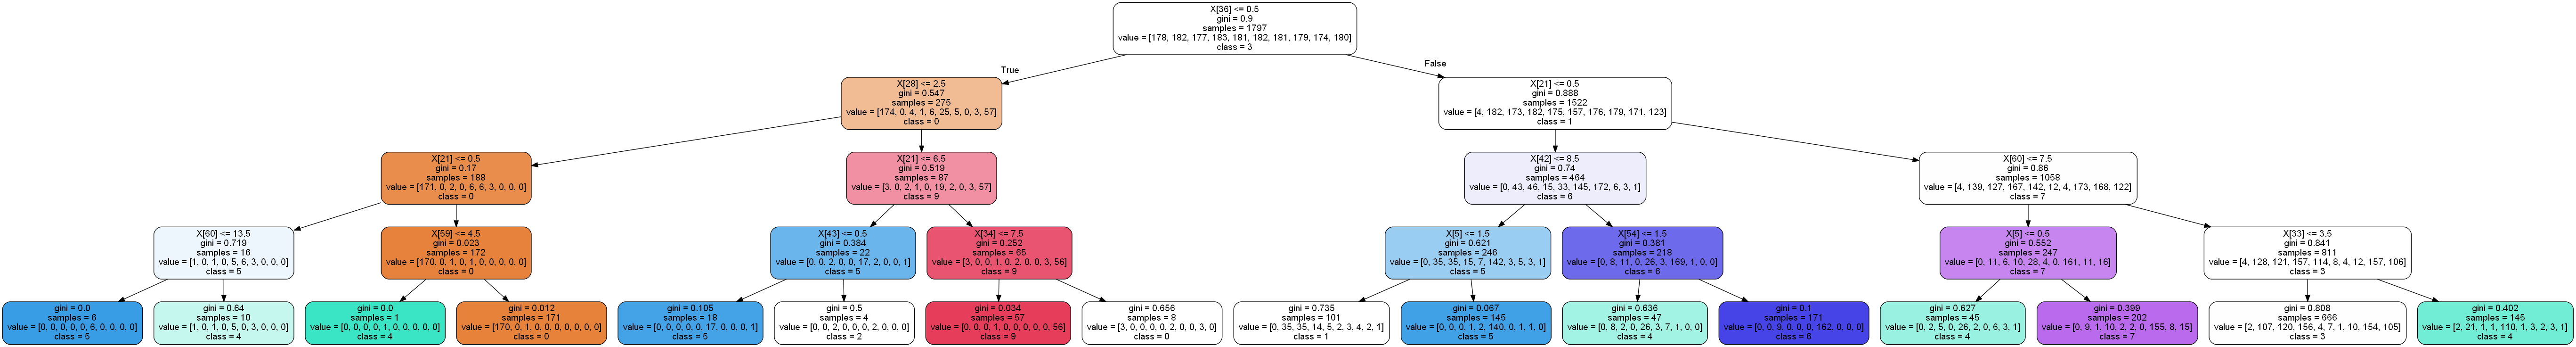 X[36] <= 0.5
gini = 0.9
samples = 1797
value = [178, 182, 177, 183, 181, 182, 181, 179, 174, 180]
class = 3
True
False
X[28] <= 2.5
gini = 0.547
samples = 275
value = [174, 0, 4, 1, 6, 25, 5, 0, 3, 57]
class = 0
X[21] <= 0.5
gini = 0.888
samples = 1522
value = [4, 182, 173, 182, 175, 157, 176, 179, 171, 123]
class = 1
X[21] <= 0.5
gini = 0.17
samples = 188
value = [171, 0, 2, 0, 6, 6, 3, 0, 0, 0]
class = 0
X[21] <= 6.5
gini = 0.519
samples = 87
value = [3, 0, 2, 1, 0, 19, 2, 0, 3, 57]
class = 9
X[42] <= 8.5
gini = 0.74
samples = 464
value = [0, 43, 46, 15, 33, 145, 172, 6, 3, 1]
class = 6
X[60] <= 7.5
gini = 0.86
samples = 1058
value = [4, 139, 127, 167, 142, 12, 4, 173, 168, 122]
class = 7
X[60] <= 13.5
gini = 0.719
samples = 16
value = [1, 0, 1, 0, 5, 6, 3, 0, 0, 0]
class = 5
X[59] <= 4.5
gini = 0.023
samples = 172
value = [170, 0, 1, 0, 1, 0, 0, 0, 0, 0]
class = 0
X[43] <= 0.5
gini = 0.384
samples = 22
value = [0, 0, 2, 0, 0, 17, 2, 0, 0, 1]
class = 5
X[34] <= 7.5
gini = 0.252
samples = 65
value = [3, 0, 0, 1, 0, 2, 0, 0, 3, 56]
class = 9
X[5] <= 1.5
gini = 0.621
samples = 246
value = [0, 35, 35, 15, 7, 142, 3, 5, 3, 1]
class = 5
X[54] <= 1.5
gini = 0.381
samples = 218
value = [0, 8, 11, 0, 26, 3, 169, 1, 0, 0]
class = 6
X[5] <= 0.5
gini = 0.552
samples = 247
value = [0, 11, 6, 10, 28, 4, 0, 161, 11, 16]
class = 7
X[33] <= 3.5
gini = 0.841
samples = 811
value = [4, 128, 121, 157, 114, 8, 4, 12, 157, 106]
class = 3
gini = 0.0
samples = 6
value = [0, 0, 0, 0, 0, 6, 0, 0, 0, 0]
class = 5
gini = 0.64
samples = 10
value = [1, 0, 1, 0, 5, 0, 3, 0, 0, 0]
class = 4
gini = 0.0
samples = 1
value = [0, 0, 0, 0, 1, 0, 0, 0, 0, 0]
class = 4
gini = 0.012
samples = 171
value = [170, 0, 1, 0, 0, 0, 0, 0, 0, 0]
class = 0
gini = 0.105
samples = 18
value = [0, 0, 0, 0, 0, 17, 0, 0, 0, 1]
class = 5
gini = 0.5
samples = 4
value = [0, 0, 2, 0, 0, 0, 2, 0, 0, 0]
class = 2
gini = 0.034
samples = 57
value = [0, 0, 0, 1, 0, 0, 0, 0, 0, 56]
class = 9
gini = 0.656
samples = 8
value = [3, 0, 0, 0, 0, 2, 0, 0, 3, 0]
class = 0
gini = 0.735
samples = 101
value = [0, 35, 35, 14, 5, 2, 3, 4, 2, 1]
class = 1
gini = 0.067
samples = 145
value = [0, 0, 0, 1, 2, 140, 0, 1, 1, 0]
class = 5
gini = 0.636
samples = 47
value = [0, 8, 2, 0, 26, 3, 7, 1, 0, 0]
class = 4
gini = 0.1
samples = 171
value = [0, 0, 9, 0, 0, 0, 162, 0, 0, 0]
class = 6
gini = 0.627
samples = 45
value = [0, 2, 5, 0, 26, 2, 0, 6, 3, 1]
class = 4
gini = 0.399
samples = 202
value = [0, 9, 1, 10, 2, 2, 0, 155, 8, 15]
class = 7
gini = 0.808
samples = 666
value = [2, 107, 120, 156, 4, 7, 1, 10, 154, 105]
class = 3
gini = 0.402
samples = 145
value = [2, 21, 1, 1, 110, 1, 3, 2, 3, 1]
class = 4